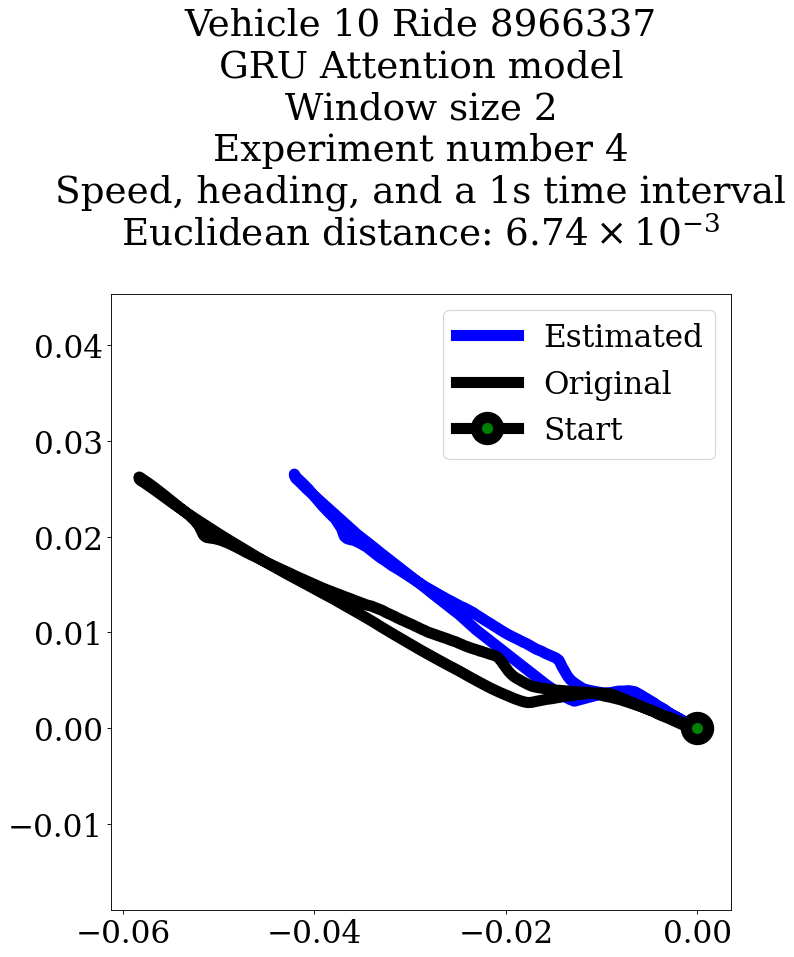 Vehicle 10 Ride 8966337
GRU Attention model
Window size 2
Experiment number 4
Speed, heading, and a 1s time interval
Euclidean distance: 6.74 × 10⁻³
Estimated
Original
Start
0.04
0.03
0.02
0.01
0.00
−0.01
−0.06 −0.04 −0.02 0.00